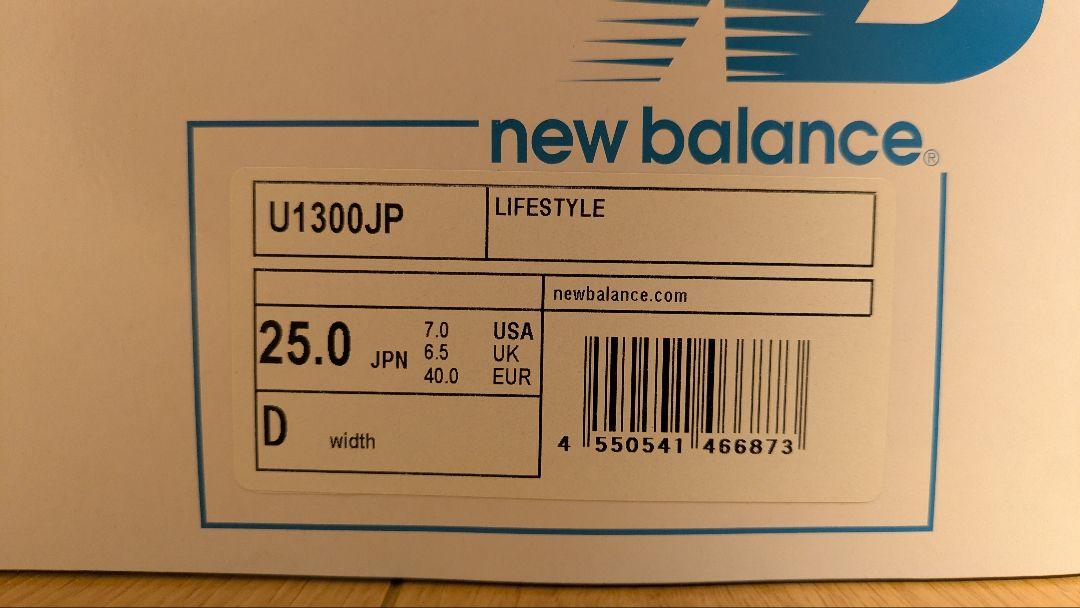 new balance®
U1300JP
LIFESTYLE
newbalance.com
25.0 JPN
7.0 USA
6.5 UK
40.0 EUR
D width
4 550541 466873